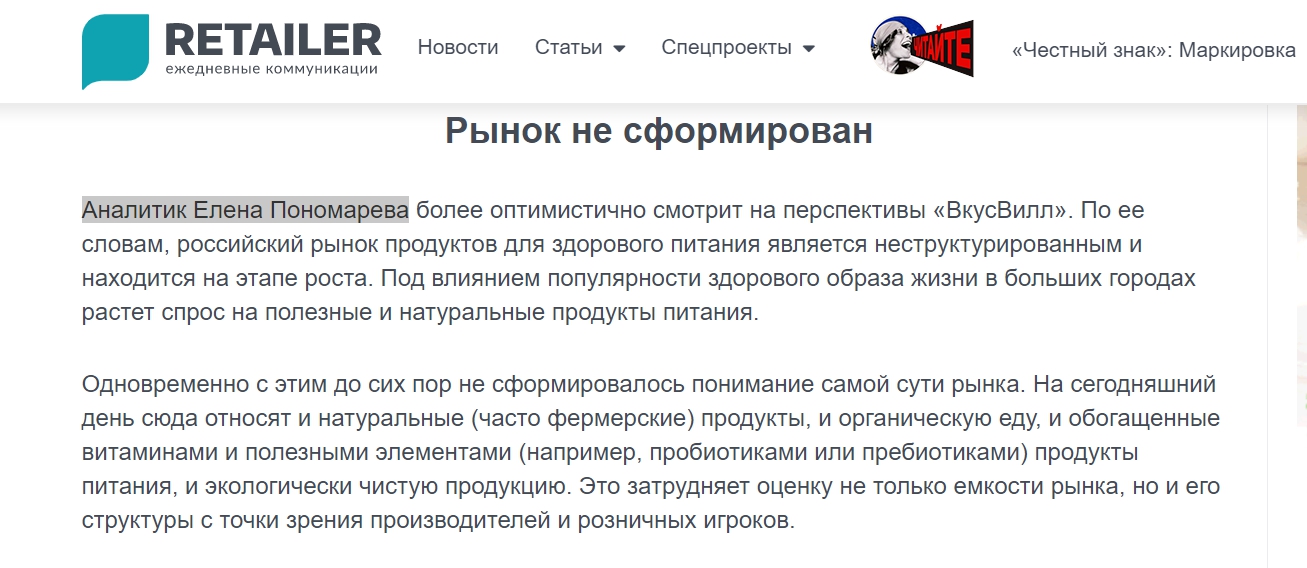 RETAILER
ежедневные коммуникации
Новости
Статьи
Спецпроекты
ЧИТАЙТЕ
«Честный знак»: Маркировка
Рынок не сформирован
Аналитик Елена Пономарева более оптимистично смотрит на перспективы «ВкусВилл». По ее
словам, российский рынок продуктов для здорового питания является неструктурированным и
находится на этапе роста. Под влиянием популярности здорового образа жизни в больших городах
растет спрос на полезные и натуральные продукты питания.
Одновременно с этим до сих пор не сформировалось понимание самой сути рынка. На сегодняшний
день сюда относят и натуральные (часто фермерские) продукты, и органическую еду, и обогащенные
витаминами и полезными элементами (например, пробиотиками или пребиотиками) продукты
питания, и экологически чистую продукцию. Это затрудняет оценку не только емкости рынка, но и его
структуры с точки зрения производителей и розничных игроков.